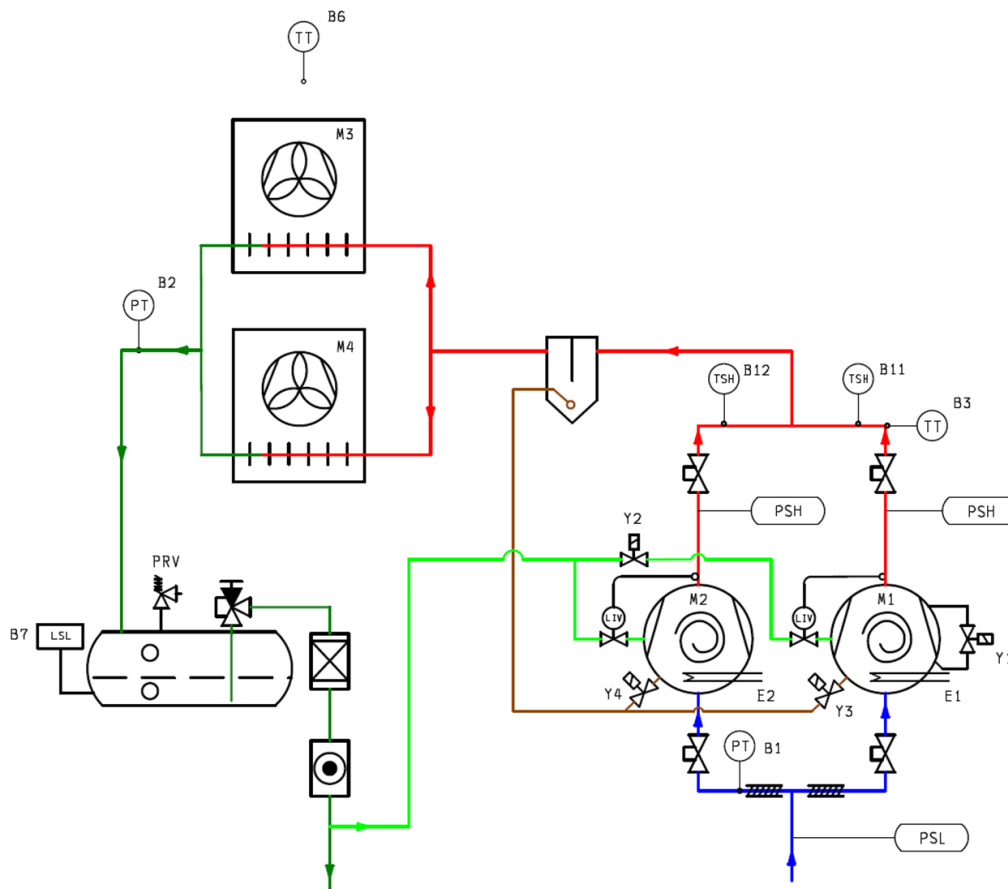 B6
TT
M3
B2
PT
M4
TSH
B12
TSH
B11
B3
TT
PSH
PSH
Y2
PRV
M2
M1
LIV
LIV
B7
LSL
Y4
E2
Y3
E1
PT
B1
PSL